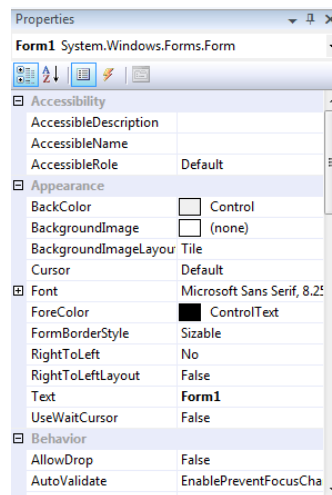 Properties
Form1 System.Windows.Forms.Form
Accessibility
AccessibleDescription
AccessibleName
AccessibleRole Default
Appearance
BackColor Control
BackgroundImage (none)
BackgroundImageLayou Tile
Cursor Default
Font Microsoft Sans Serif, 8.25
ForeColor ControlText
FormBorderStyle Sizable
RightToLeft No
RightToLeftLayout False
Text Form1
UseWaitCursor False
Behavior
AllowDrop False
AutoValidate EnablePreventFocusCha